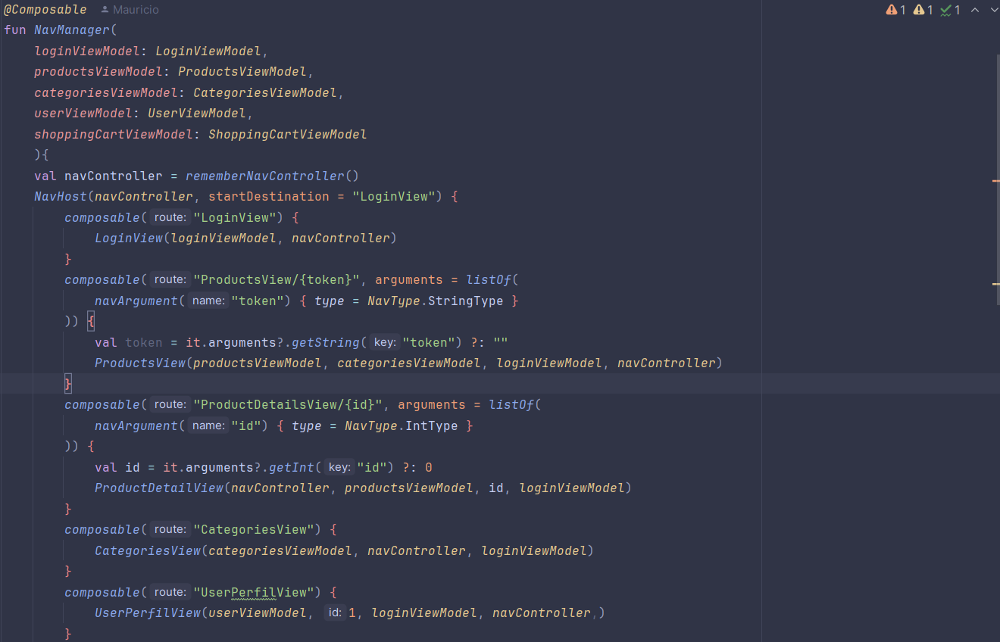 @Composable Mauricio 1 1 1
fun NavManager(
    loginViewModel: LoginViewModel,
    productsViewModel: ProductsViewModel,
    categoriesViewModel: CategoriesViewModel,
    userViewModel: UserViewModel,
    shoppingCartViewModel: ShoppingCartViewModel
    ){
    val navController = rememberNavController()
    NavHost(navController, startDestination = "LoginView") {
        composable( route: "LoginView") {
            LoginView(loginViewModel, navController)
        }
        composable( route: "ProductsView/{token}", arguments = listOf(
            navArgument( name: "token") { type = NavType.StringType }
        )) {
            val token = it.arguments?.getString( key: "token") ?: ""
            ProductsView(productsViewModel, categoriesViewModel, loginViewModel, navController)
        }
        composable( route: "ProductDetailsView/{id}", arguments = listOf(
            navArgument( name: "id") { type = NavType.IntType }
        )) {
            val id = it.arguments?.getInt( key: "id") ?: 0
            ProductDetailView(navController, productsViewModel, id, loginViewModel)
        }
        composable( route: "CategoriesView") {
            CategoriesView(categoriesViewModel, navController, loginViewModel)
        }
        composable( route: "UserPerfilView") {
            UserPerfilView(userViewModel, id: 1, loginViewModel, navController,)
        }